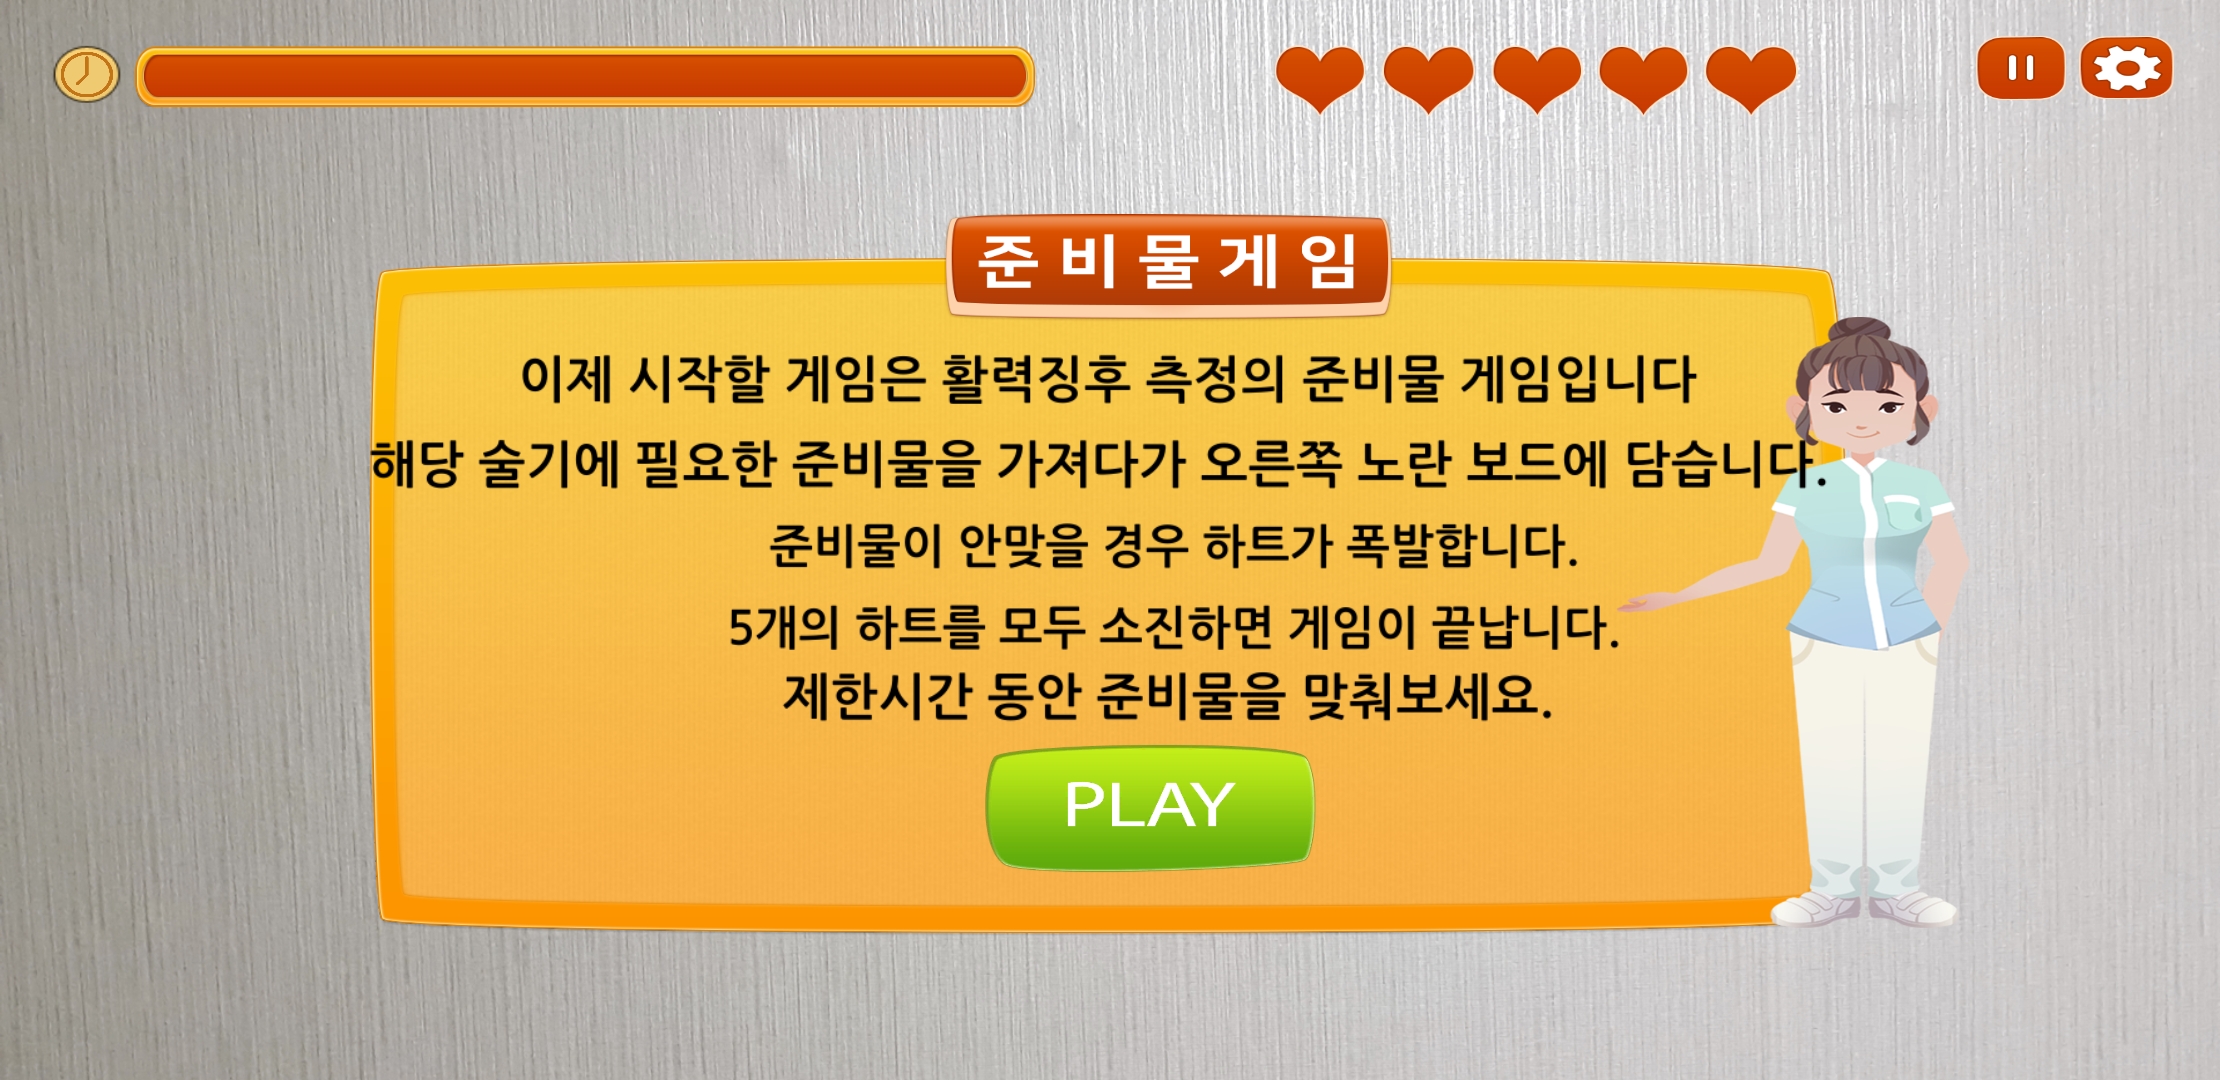 준비물게임
이제 시작할 게임은 활력징후 측정의 준비물 게임입니다
해당 술기에 필요한 준비물을 가져다가 오른쪽 노란 보드에 담습니다.
준비물이 안맞을 경우 하트가 폭발합니다.
5개의 하트를 모두 소진하면 게임이 끝납니다.
제한시간 동안 준비물을 맞춰보세요.
PLAY